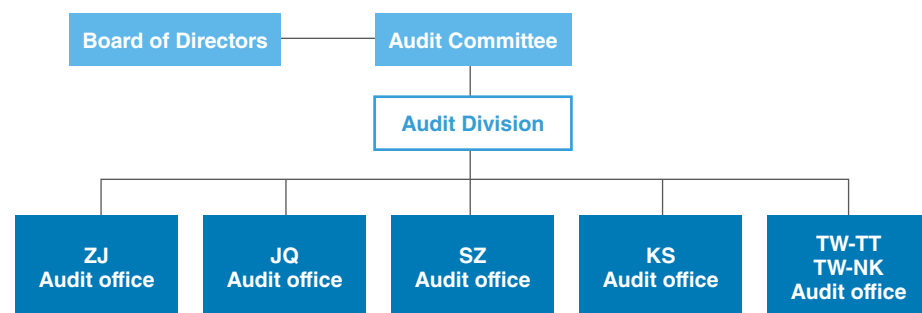 Board of Directors
Audit Committee
Audit Division
ZJ
Audit office
JQ
Audit office
SZ
Audit office
KS
Audit office
TW-TT
TW-NK
Audit office